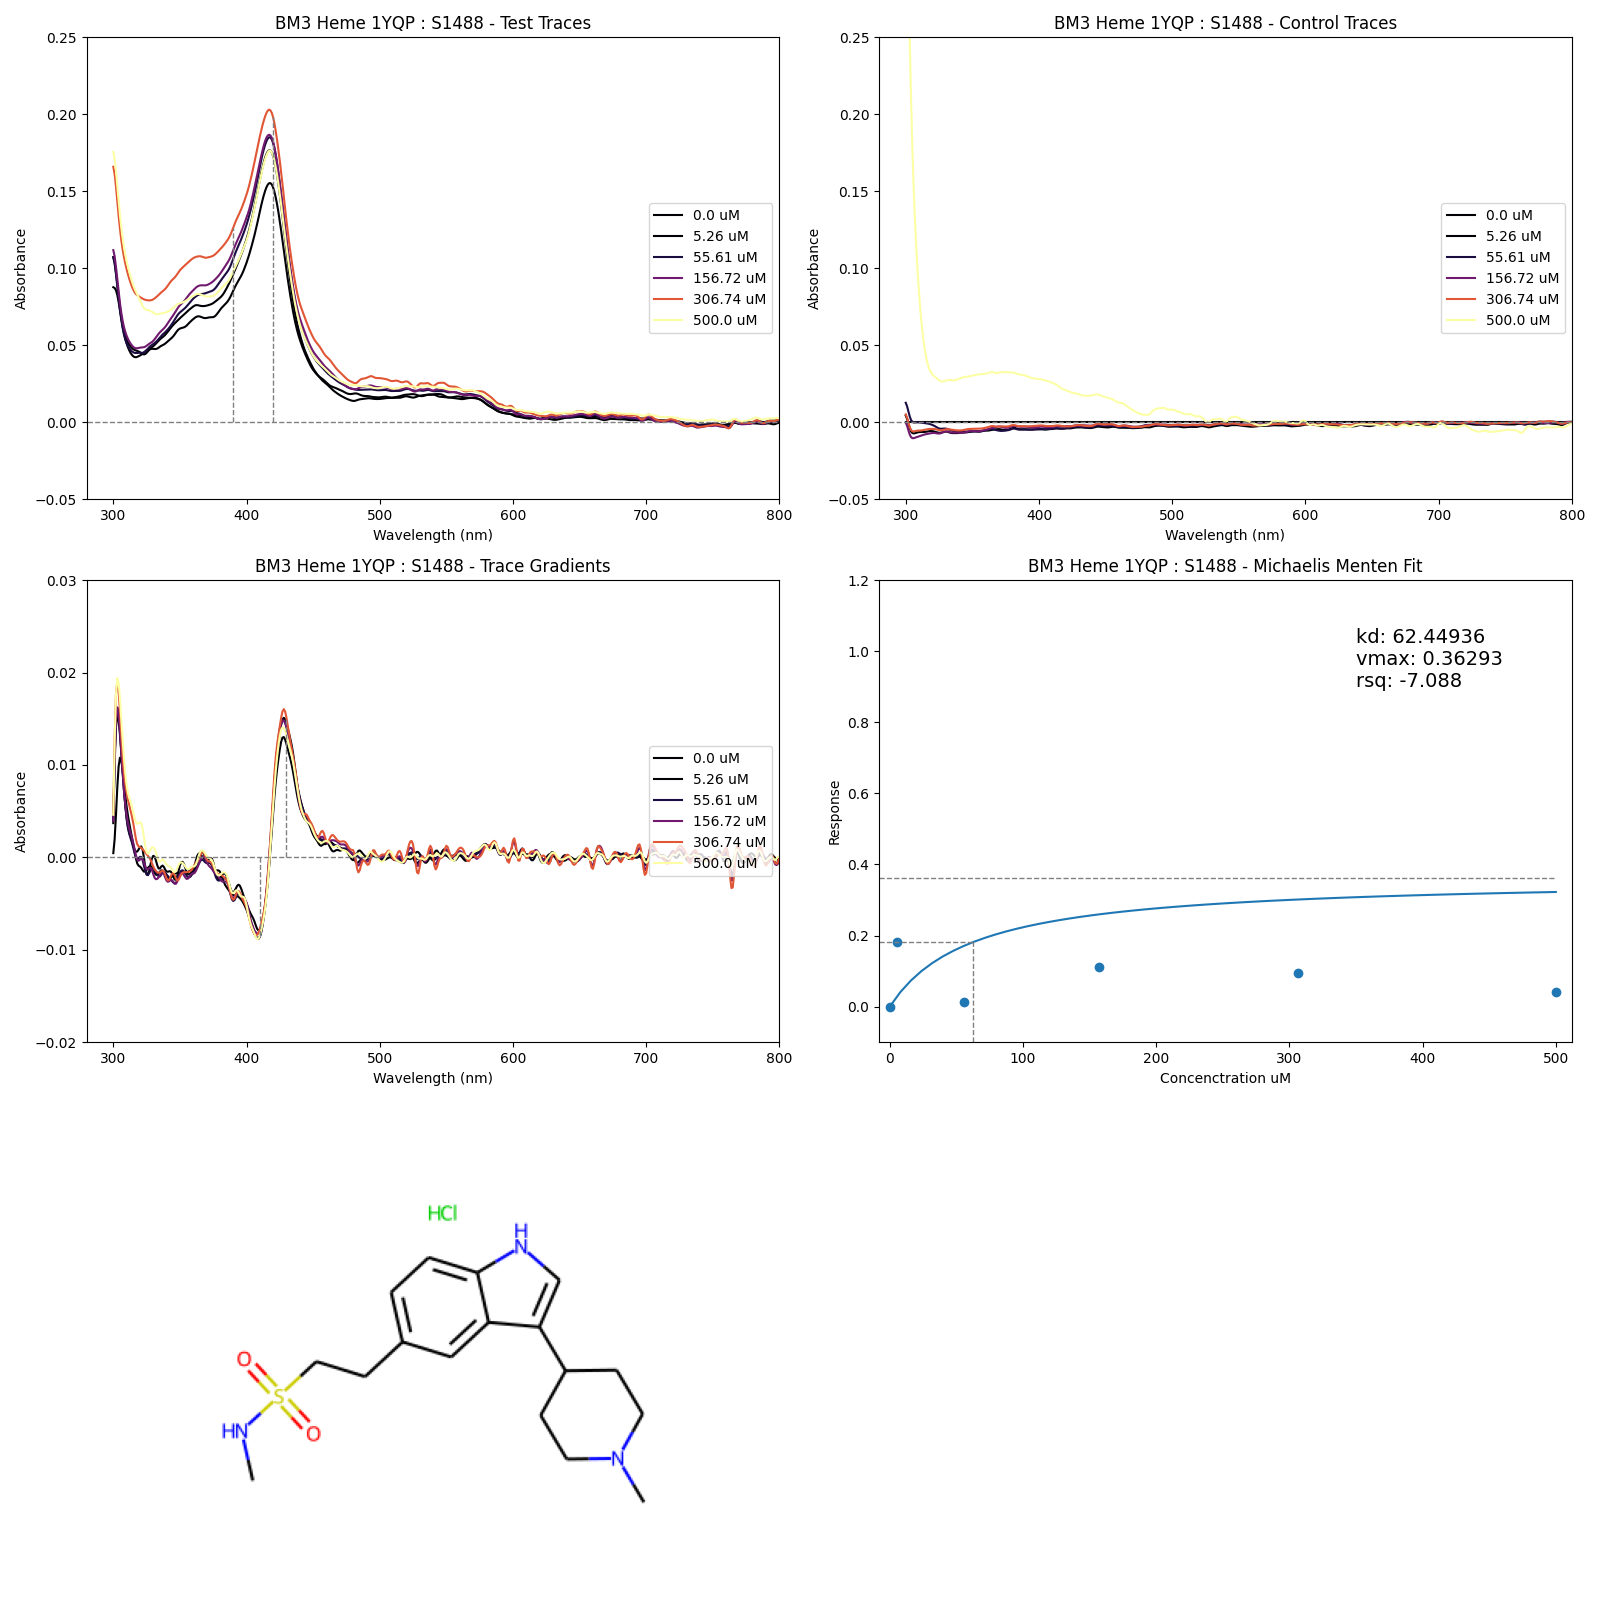 BM3 Heme 1YQP : S1488 - Test Traces
0.25
0.20
0.15
0.10
0.05
0.00
−0.05
Absorbance
300 400 500 600 700 800
Wavelength (nm)
0.0 uM
5.26 uM
55.61 uM
156.72 uM
306.74 uM
500.0 uM
BM3 Heme 1YQP : S1488 - Control Traces
0.25
0.20
0.15
0.10
0.05
0.00
−0.05
Absorbance
300 400 500 600 700 800
Wavelength (nm)
0.0 uM
5.26 uM
55.61 uM
156.72 uM
306.74 uM
500.0 uM
BM3 Heme 1YQP : S1488 - Trace Gradients
0.03
0.02
0.01
0.00
−0.01
−0.02
Absorbance
300 400 500 600 700 800
Wavelength (nm)
0.0 uM
5.26 uM
55.61 uM
156.72 uM
306.74 uM
500.0 uM
BM3 Heme 1YQP : S1488 - Michaelis Menten Fit
1.2
1.0
0.8
0.6
0.4
0.2
0.0
Response
kd: 62.44936
vmax: 0.36293
rsq: -7.088
0 100 200 300 400 500
Concenctration uM
HCl
H
N
O
S
HN
O
N